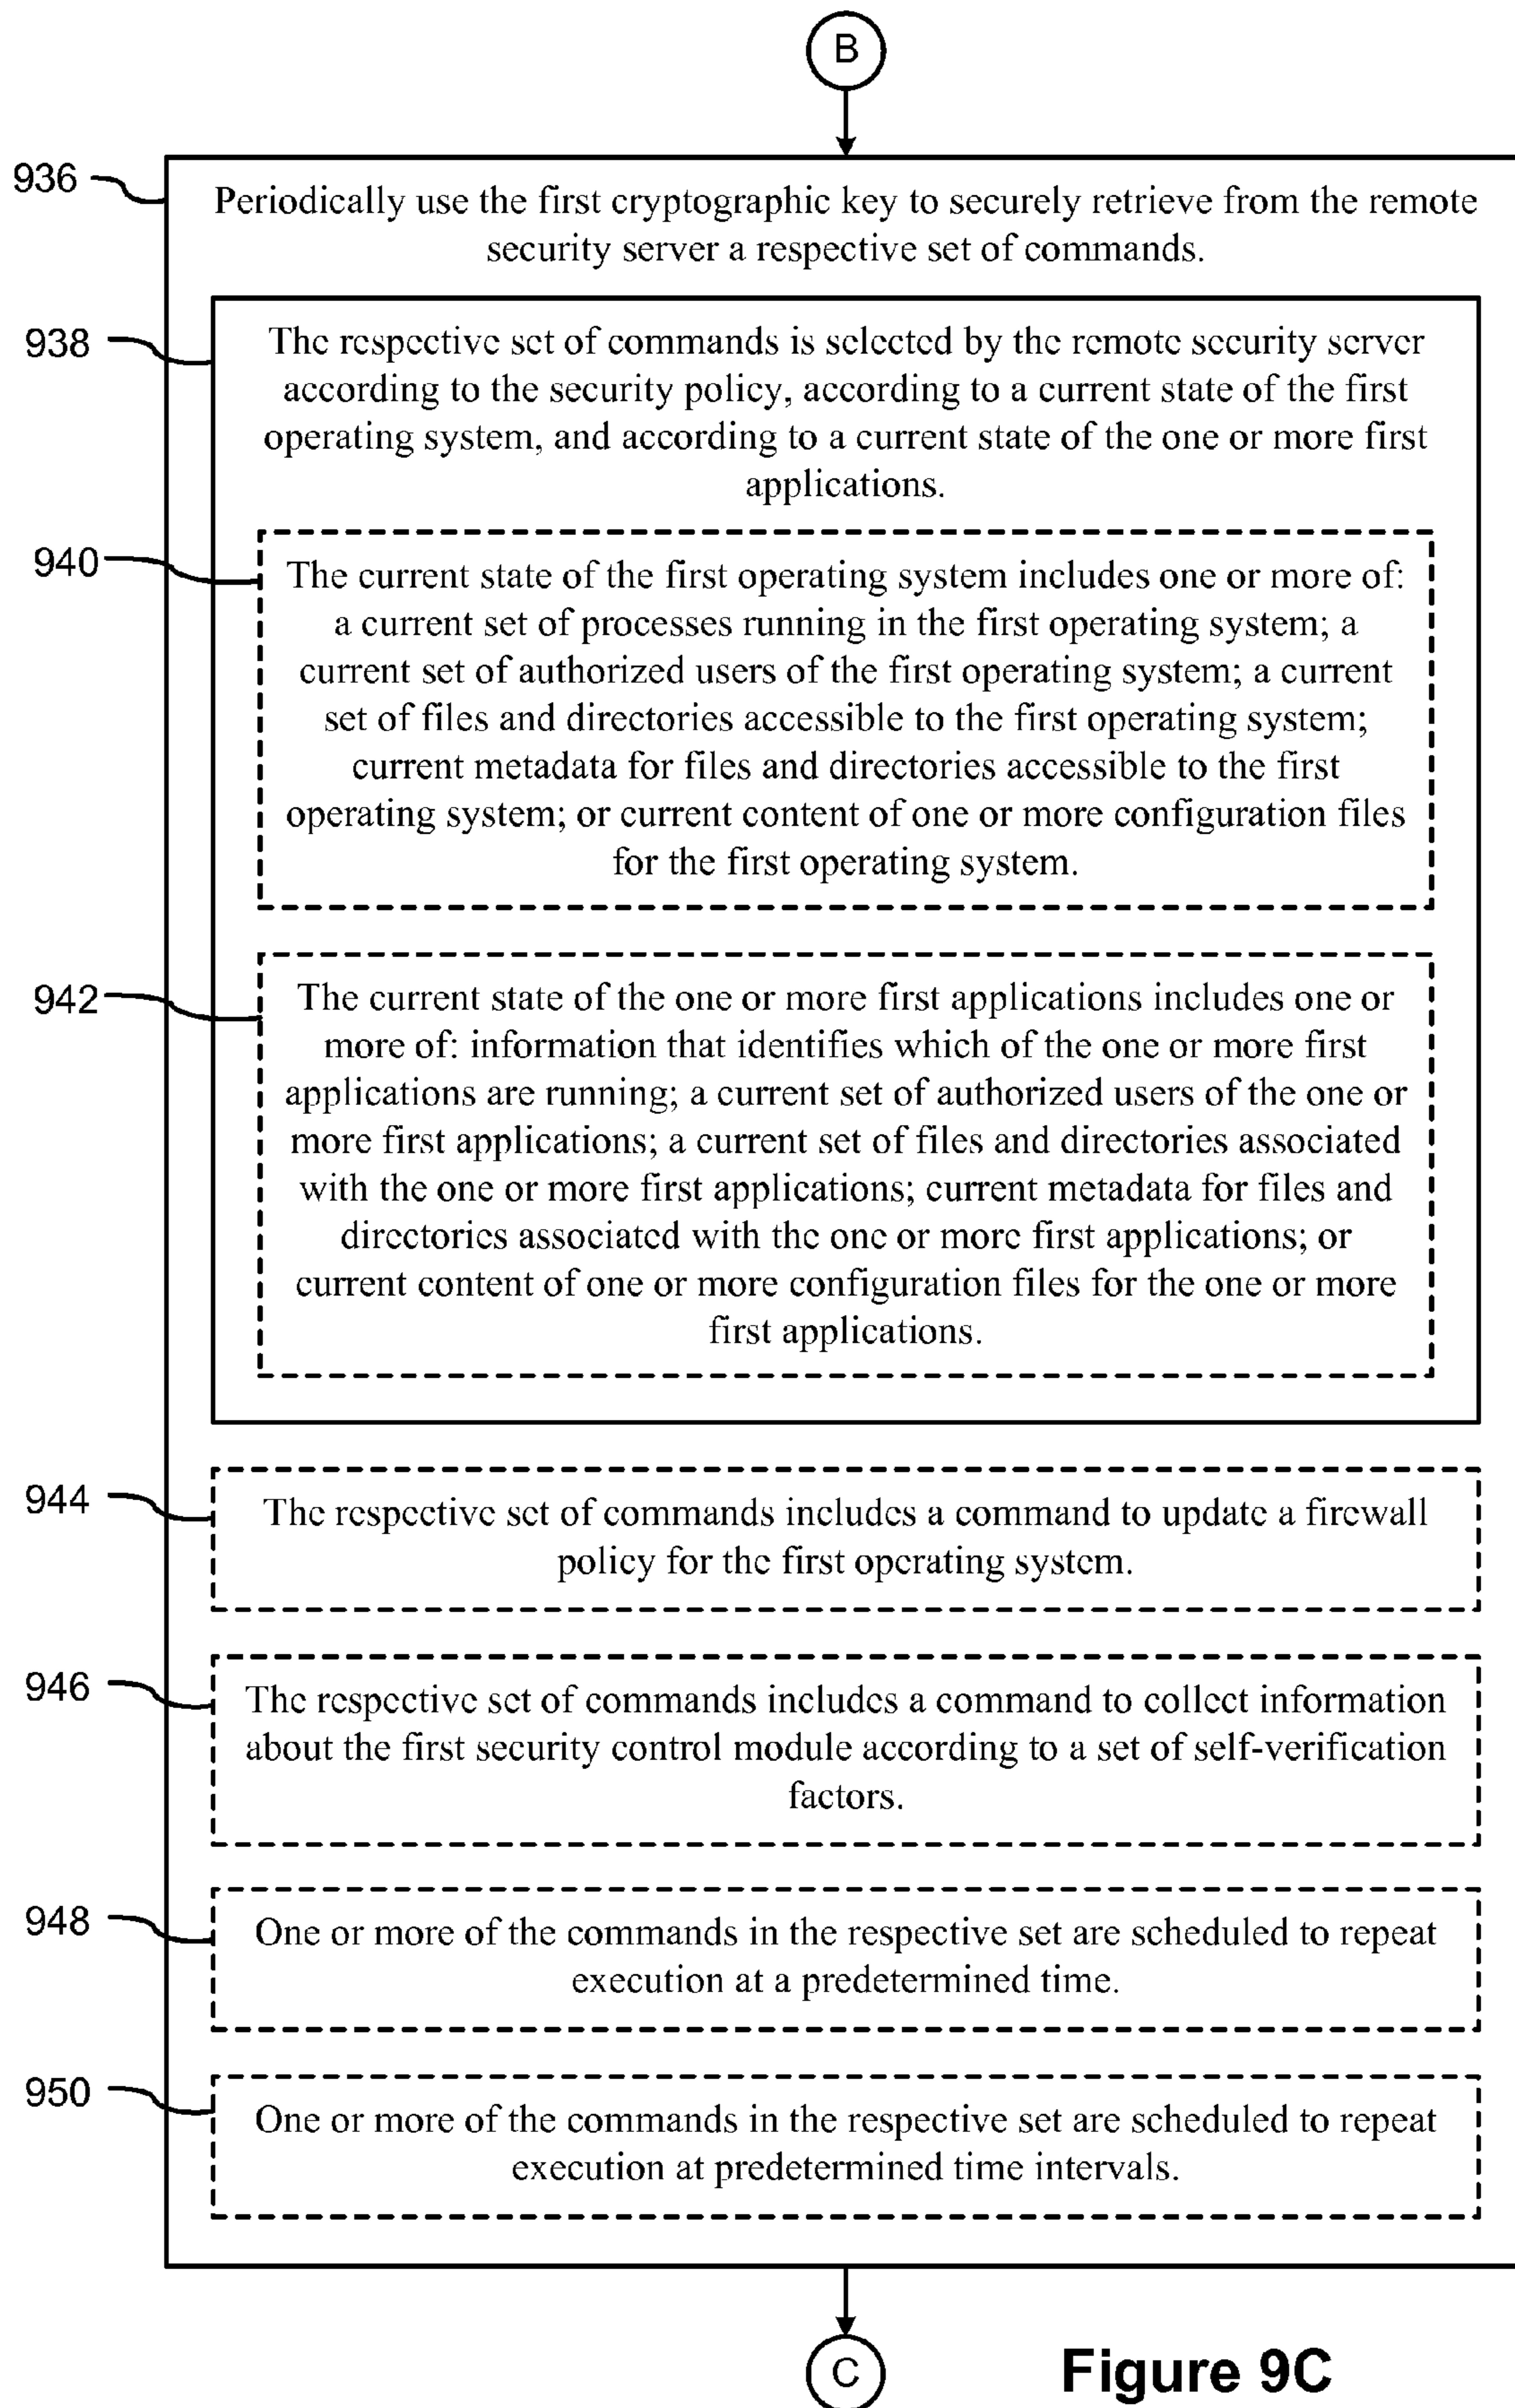 B
936
Periodically use the first cryptographic key to securely retrieve from the remote
security server a respective set of commands.
938
The respective set of commands is selected by the remote security server
according to the security policy, according to a current state of the first
operating system, and according to a current state of the one or more first
applications.
940
The current state of the first operating system includes one or more of:
a current set of processes running in the first operating system; a
current set of authorized users of the first operating system; a current
set of files and directories accessible to the first operating system;
current metadata for files and directories accessible to the first
operating system; or current content of one or more configuration files
for the first operating system.
942
The current state of the one or more first applications includes one or
more of: information that identifies which of the one or more first
applications are running; a current set of authorized users of the one or
more first applications; a current set of files and directories associated
with the one or more first applications; current metadata for files and
directories associated with the one or more first applications; or
current content of one or more configuration files for the one or more
first applications.
944
The respective set of commands includes a command to update a firewall
policy for the first operating system.
946
The respective set of commands includes a command to collect information
about the first security control module according to a set of self-verification
factors.
948
One or more of the commands in the respective set are scheduled to repeat
execution at a predetermined time.
950
One or more of the commands in the respective set are scheduled to repeat
execution at predetermined time intervals.
C
Figure 9C